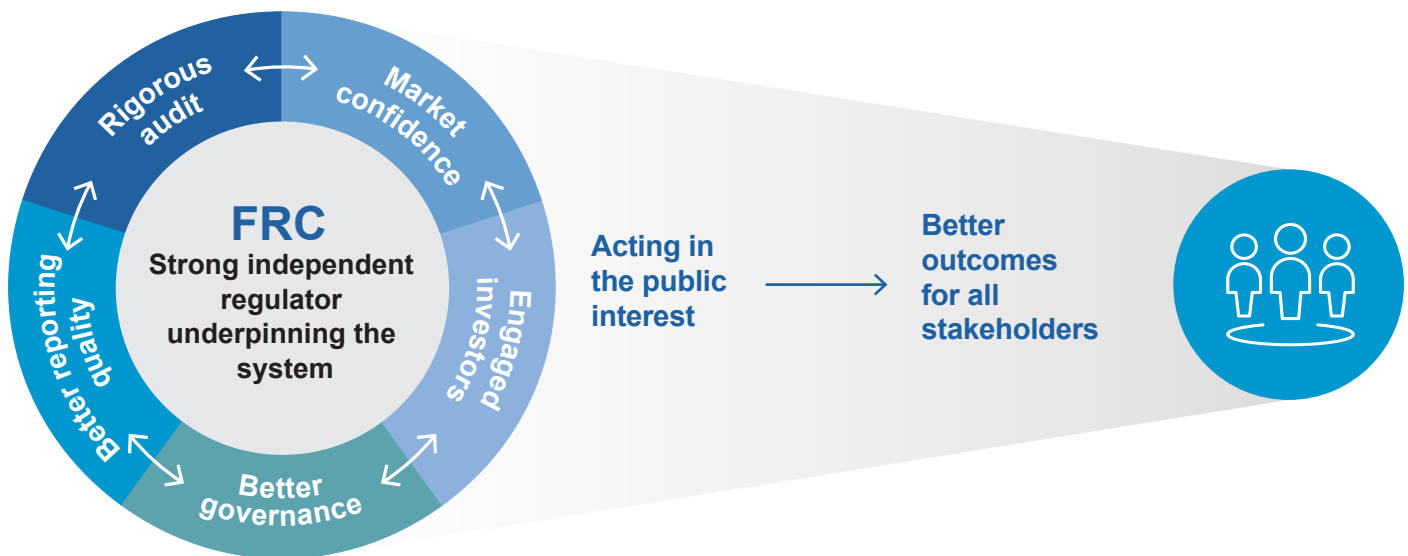 Rigorous
audit
Market
confidence
Engaged
investors
Better
governance
Better reporting
quality
FRC
Strong independent
regulator
underpinning the
system
Acting in
the public
interest
Better
outcomes
for all
stakeholders